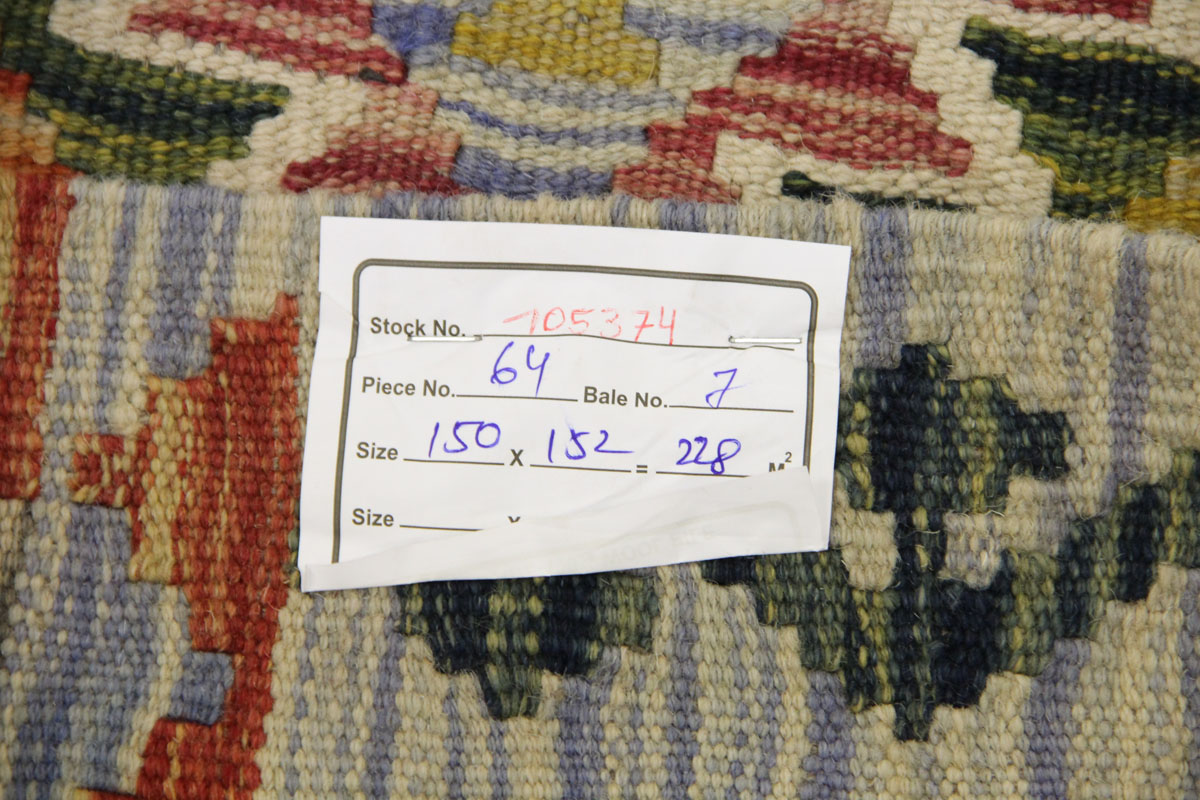 Stock No. 105374
Piece No. 64 Bale No. 7
Size 150 X 152 = 228 M2
Size X